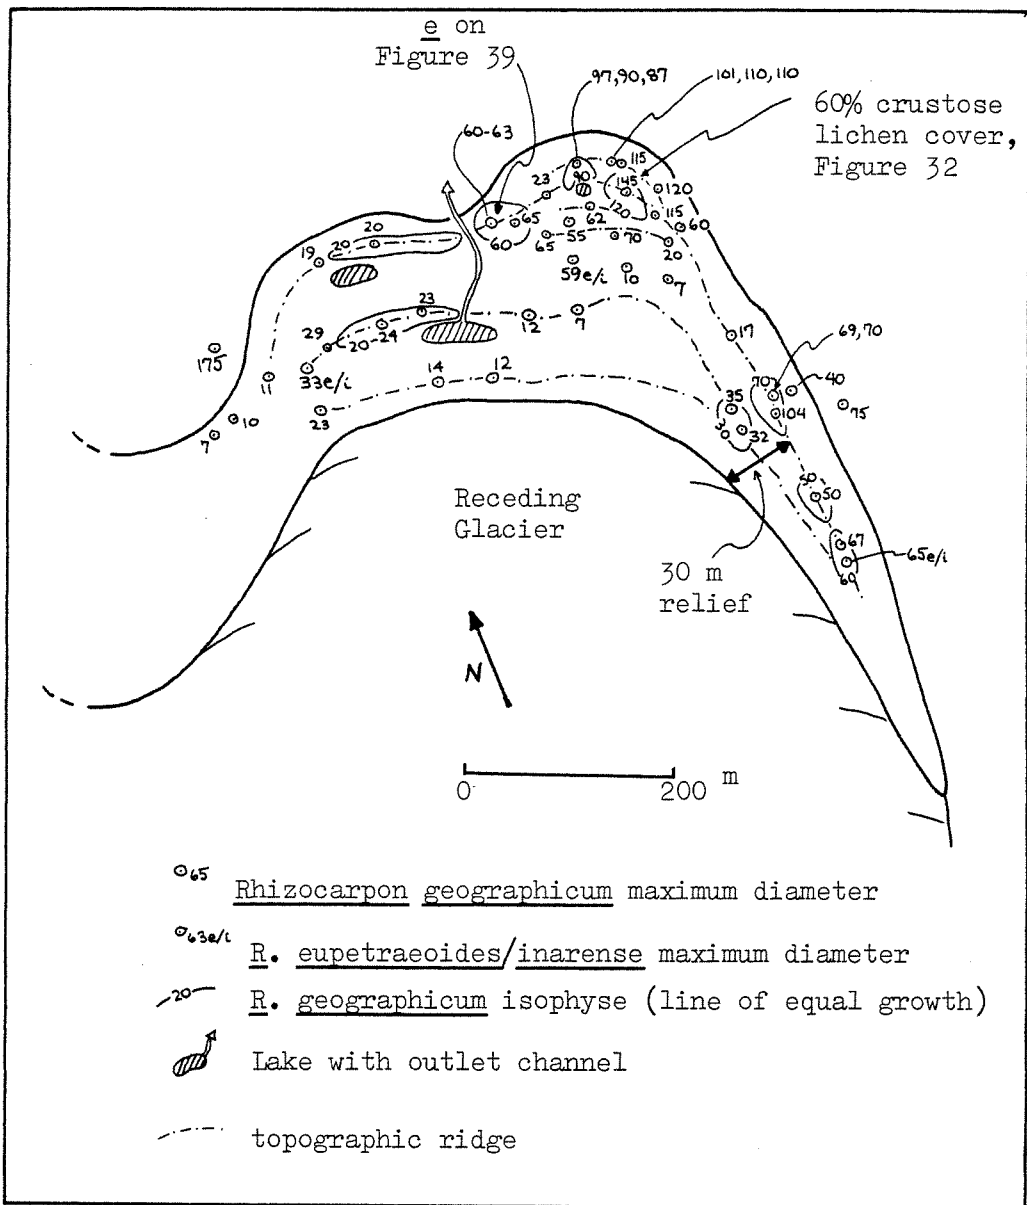 e on
Figure 39
97,90,87
101,110,110
60% crustose
lichen cover,
Figure 32
60-63
115
23
90
145
120
20
20
19
65
62
120
115
60
60
65
55
70
20
59e/i
10
7
175
29
20-24
23
12
7
17
69,70
33e/i
11
14
12
35
70
40
104
75
10
7
23
30
32
50
50
Receding
Glacier
67
65e/i
60
30 m
relief
N
0
200
m
65
Rhizocarpon geographicum maximum diameter
63e/i
R. eupetraeoides/inarense maximum diameter
20
R. geographicum isophyse (line of equal growth)
Lake with outlet channel
topographic ridge